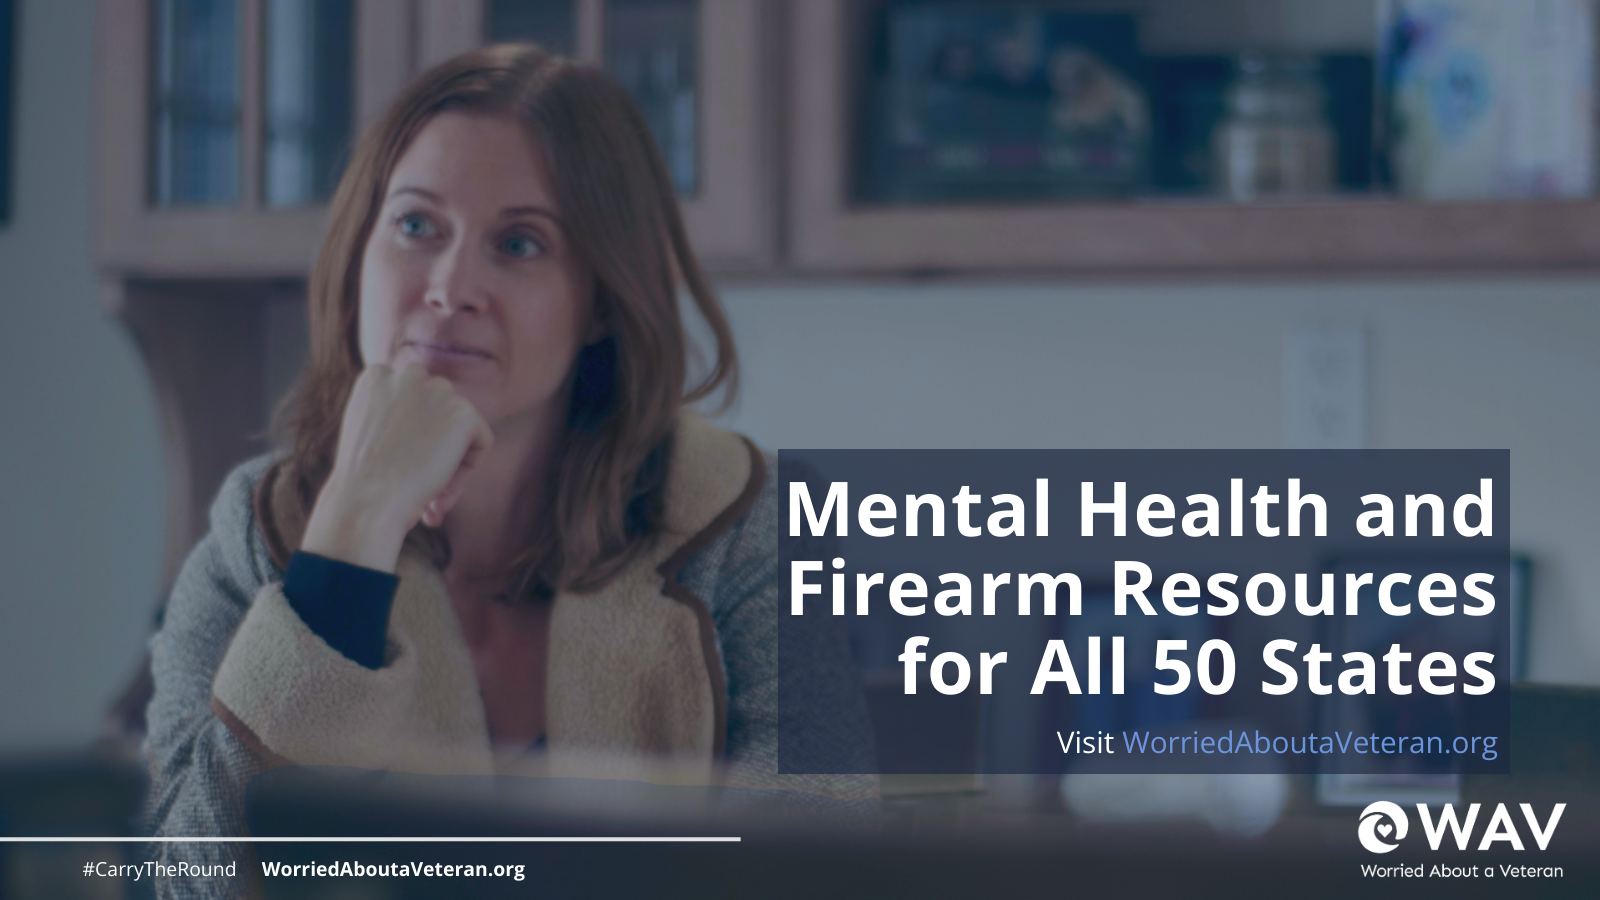 Mental Health and
Firearm Resources
for All 50 States
Visit WorriedAboutaVeteran.org
WAV
Worried About a Veteran
#CarryTheRound WorriedAboutaVeteran.org